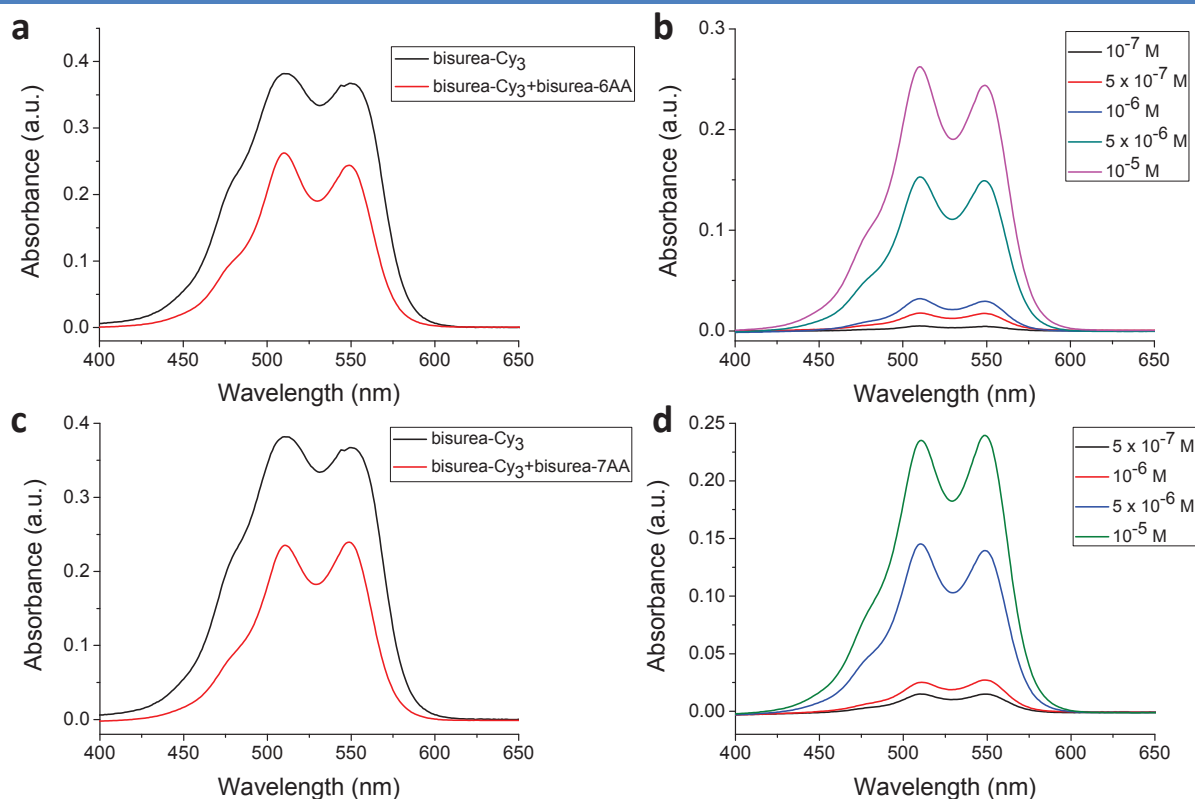 a
0.4
0.3
0.2
0.1
0.0
Absorbance (a.u.)
400 450 500 550 600 650
Wavelength (nm)
bisurea-Cy₃
bisurea-Cy₃+bisurea-6AA
b
0.3
0.2
0.1
0.0
Absorbance (a.u.)
400 450 500 550 600 650
Wavelength (nm)
10⁻⁷ M
5 x 10⁻⁷ M
10⁻⁶ M
5 x 10⁻⁶ M
10⁻⁵ M
c
0.4
0.3
0.2
0.1
0.0
Absorbance (a.u.)
400 450 500 550 600 650
Wavelength (nm)
bisurea-Cy₃
bisurea-Cy₃+bisurea-7AA
d
0.25
0.20
0.15
0.10
0.05
0.00
Absorbance (a.u.)
400 450 500 550 600 650
Wavelength (nm)
5 x 10⁻⁷ M
10⁻⁶ M
5 x 10⁻⁶ M
10⁻⁵ M